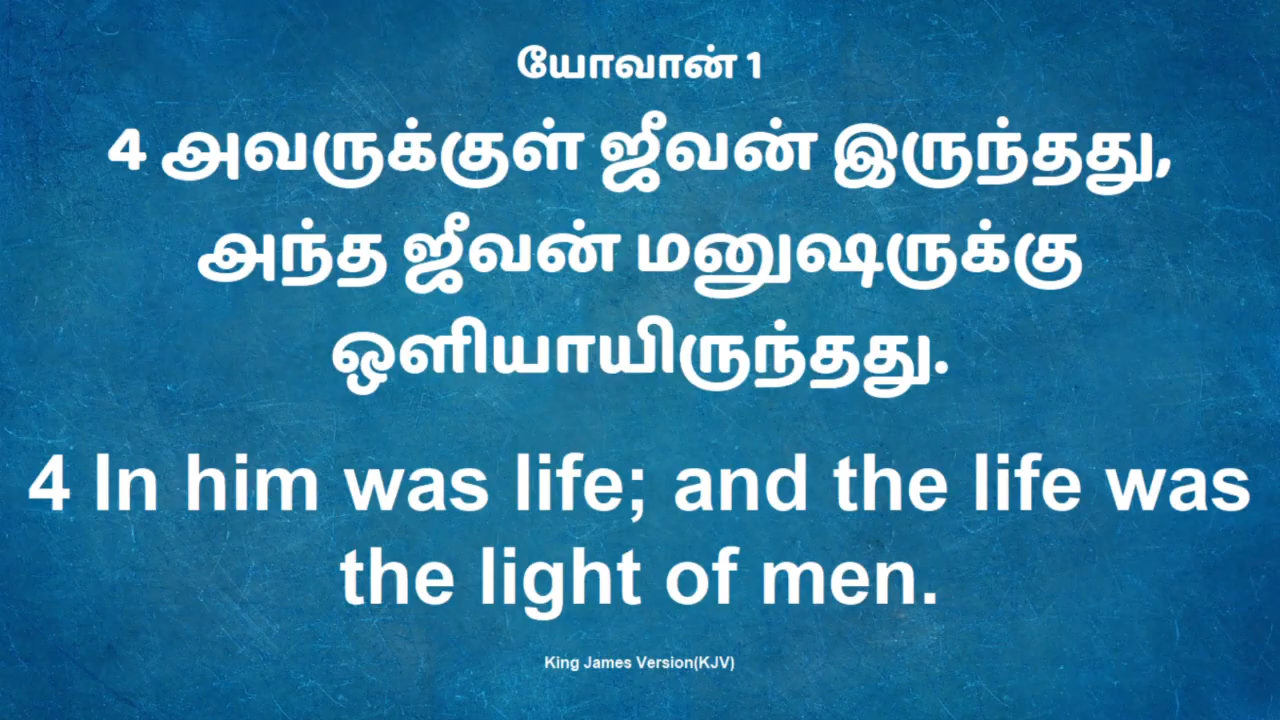 யோவான் 1
4 அவருக்குள் ஜீவன் இருந்தது,
அந்த ஜீவன் மனுஷருக்கு
ஒளியாயிருந்தது.
4 In him was life; and the life was
the light of men.
King James Version(KJV)